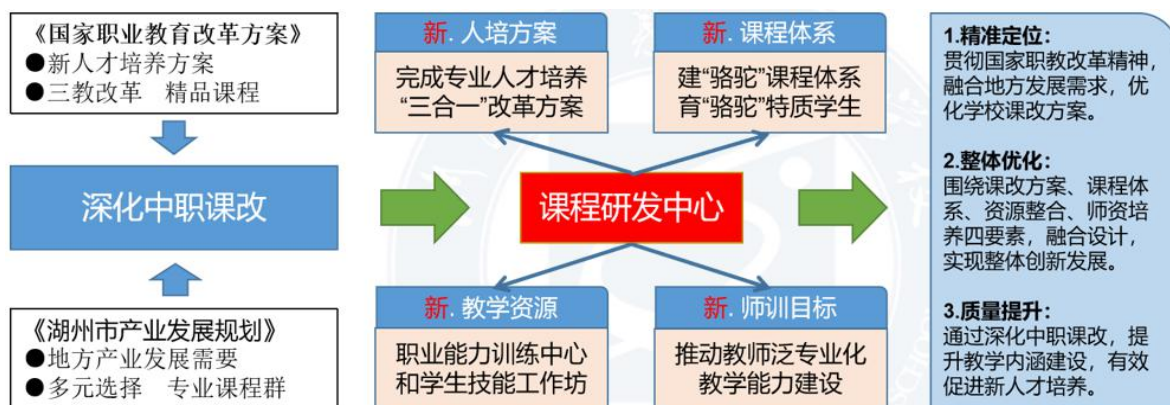 《国家职业教育改革方案》
●新人才培养方案
●三教改革 精品课程
深化中职课改
《湖州市产业发展规划》
●地方产业发展需要
●多元选择 专业课程群
新. 人培方案
完成专业人才培养
“三合一”改革方案
新. 课程体系
建“骆驼”课程体系
育“骆驼”特质学生
课程研发中心
新. 教学资源
职业能力训练中心
和学生技能工作坊
新. 师训目标
推动教师泛专业化
教学能力建设
1.精准定位：
贯彻国家职教改革精神，
融合地方发展需求，优
化学校课改方案。
2.整体优化：
围绕课改方案、课程体
系、资源整合、师资培
养四要素，融合设计，
实现整体创新发展。
3.质量提升：
通过深化中职课改，提
升教学内涵建设，有效
促进新人才培养。